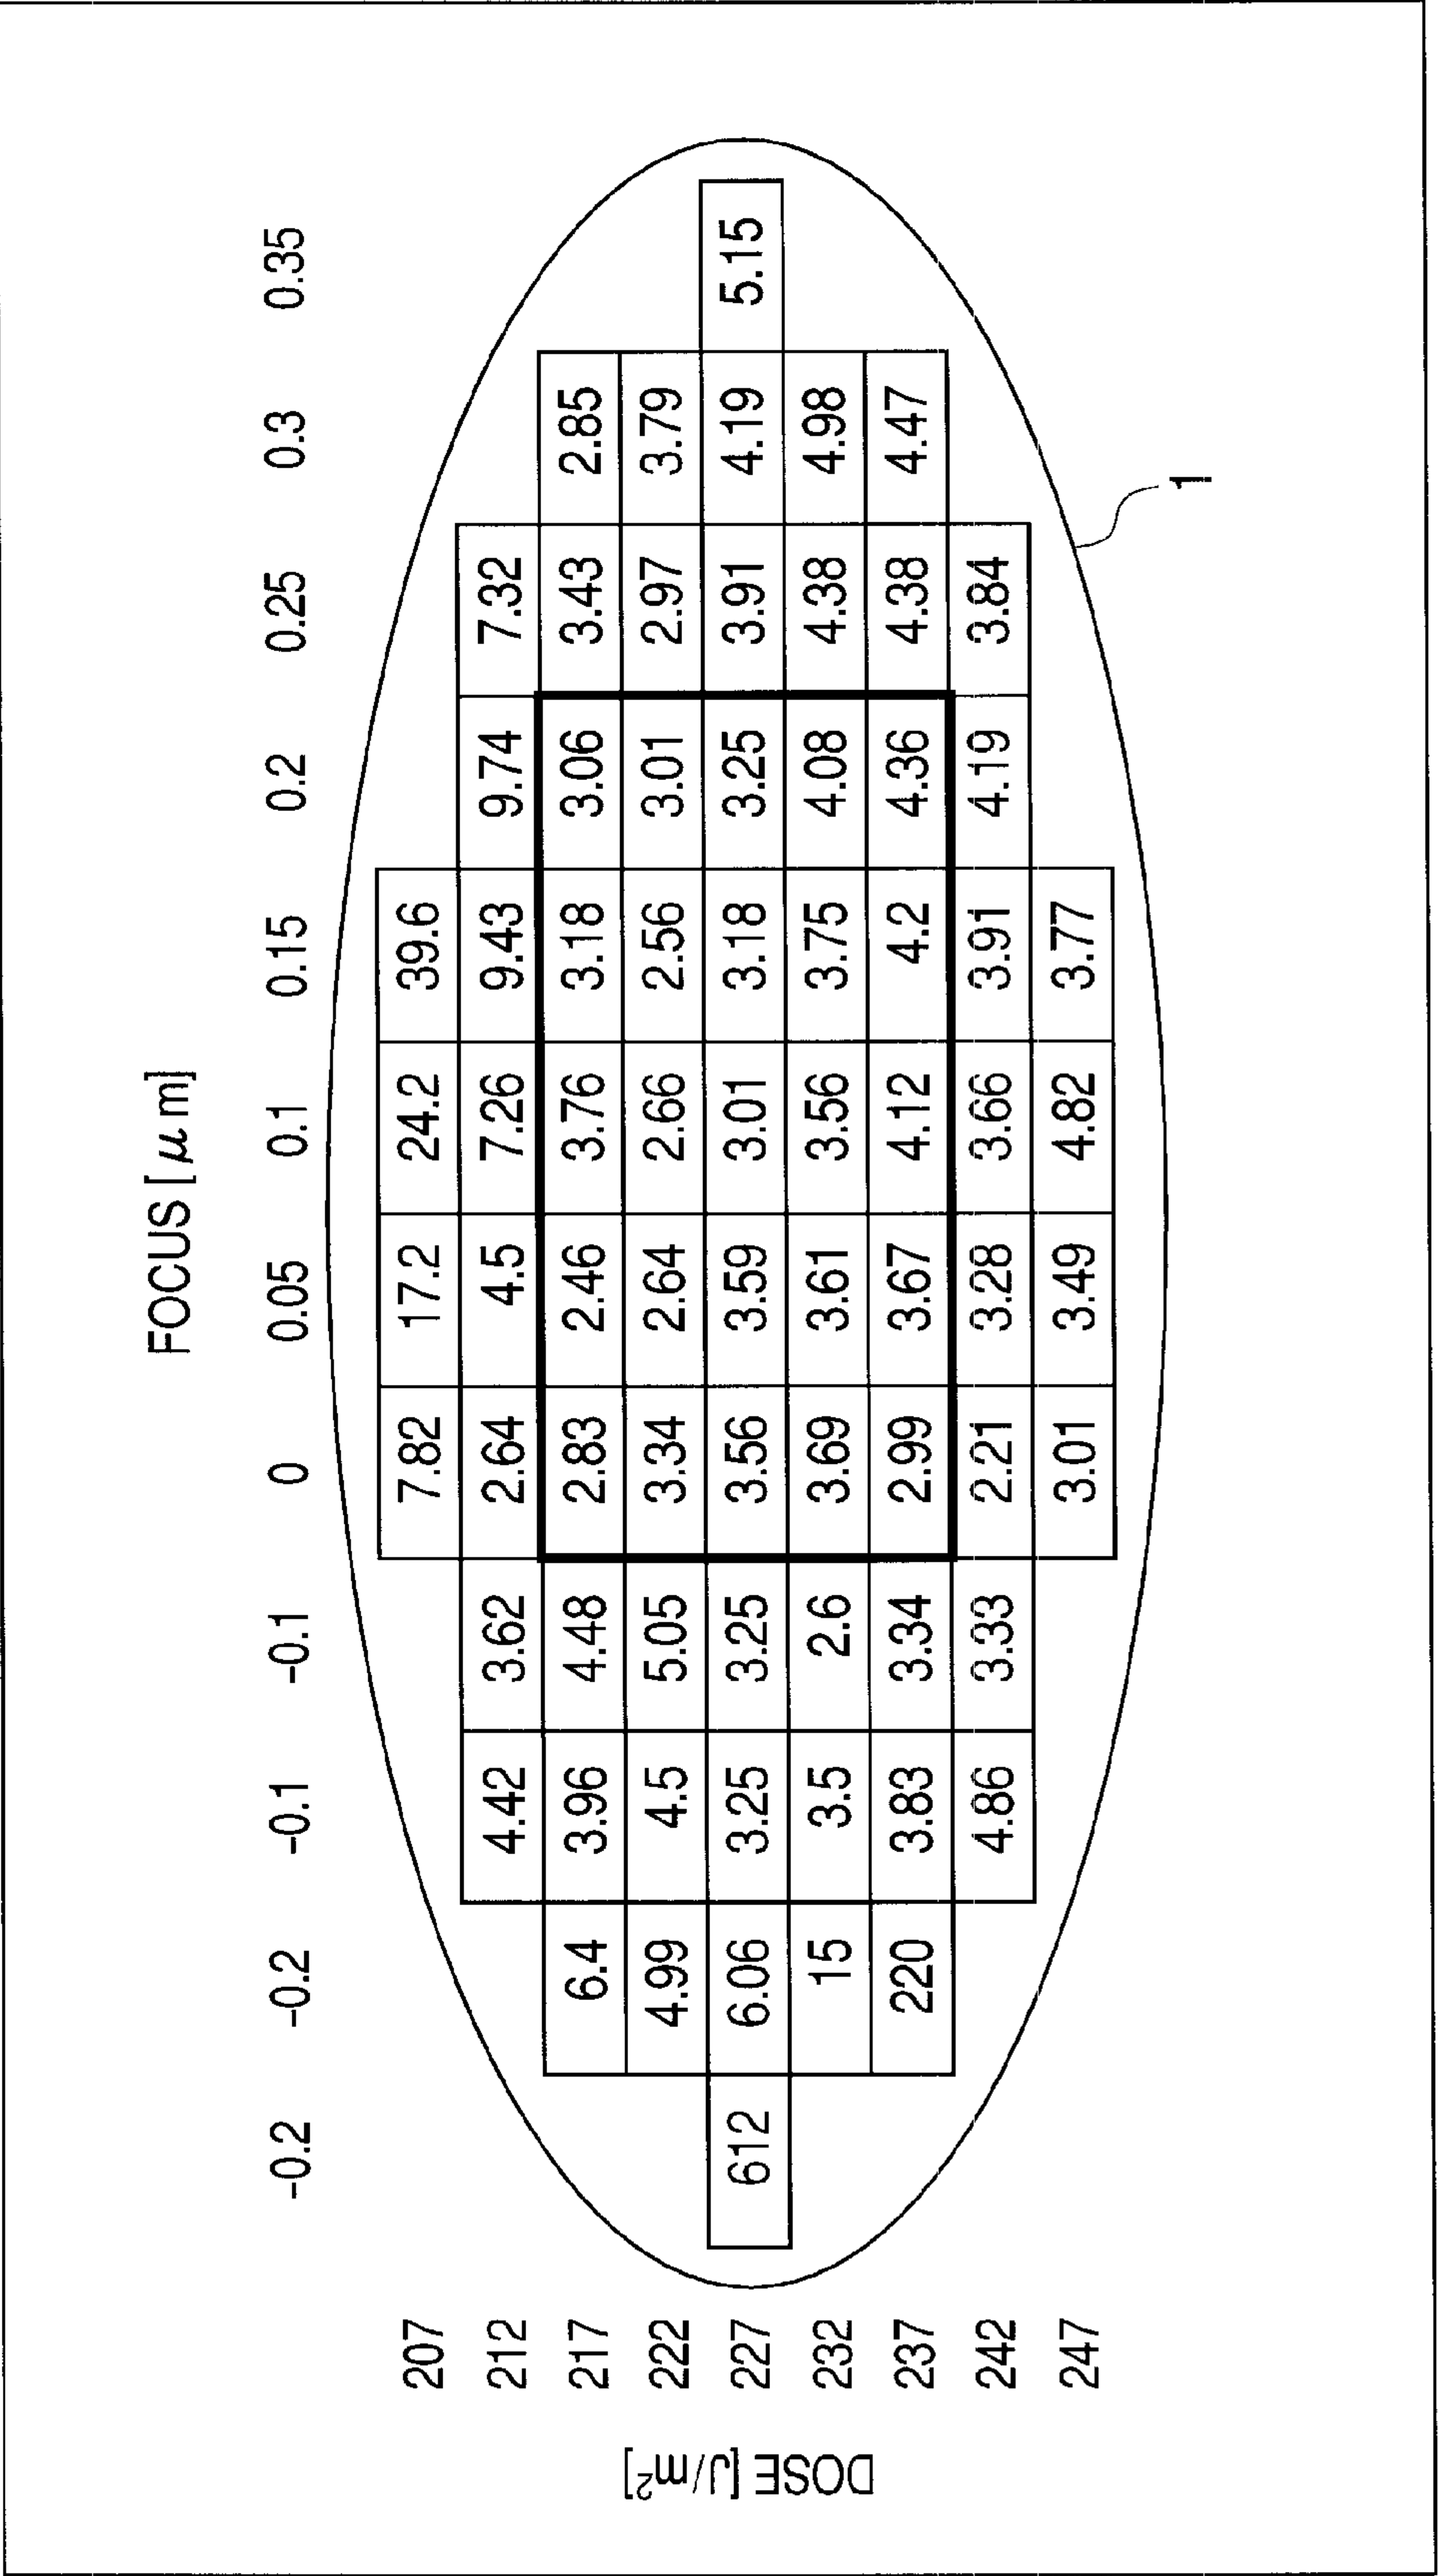 FOCUS [μm]
-0.2 -0.2 -0.1 -0.1 0 0.05 0.1 0.15 0.2 0.25 0.3 0.35
DOSE [J/m²]
207 7.82 17.2 24.2 39.6
212 4.42 3.62 2.64 4.5 7.26 9.43 9.74 7.32
217 6.4 3.96 4.48 2.83 2.46 3.76 3.18 3.06 3.43 2.85
222 4.99 4.5 5.05 3.34 2.64 2.66 2.56 3.01 2.97 3.79
227 612 6.06 3.25 3.25 3.56 3.59 3.01 3.18 3.25 3.91 4.19 5.15
232 15 3.5 2.6 3.69 3.61 3.56 3.75 4.08 4.38 4.98
237 220 3.83 3.34 2.99 3.67 4.12 4.2 4.36 4.38 4.47
242 4.86 3.33 2.21 3.28 3.66 3.91 4.19 3.84
247 3.01 3.49 4.82 3.77
1